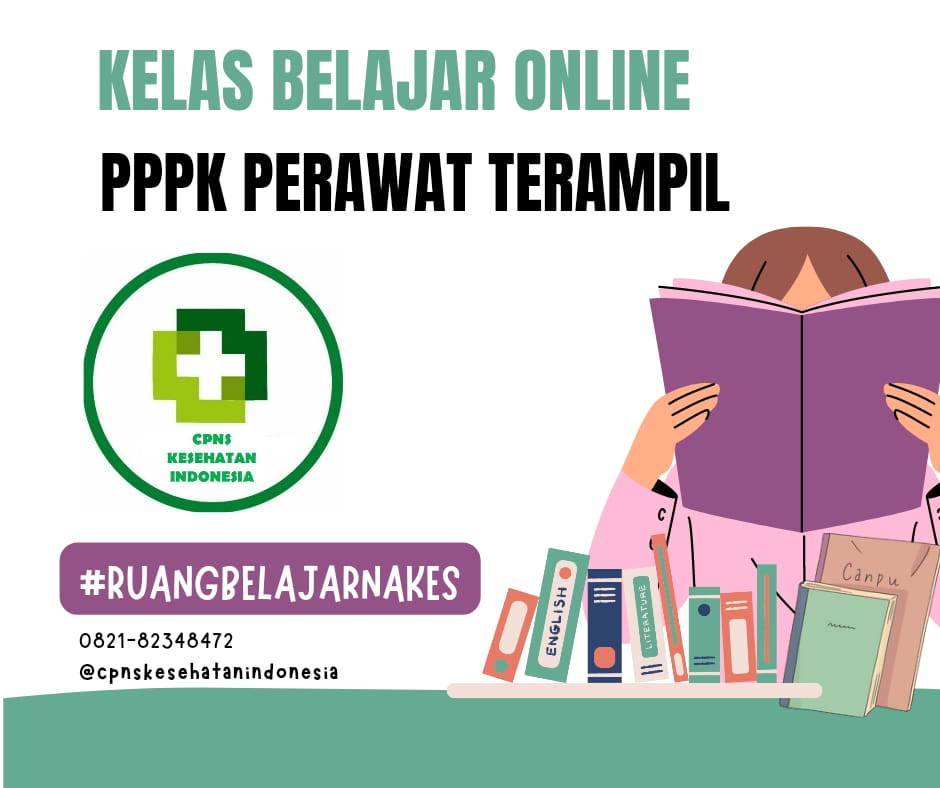 KELAS BELAJAR ONLINE
PPPK PERAWAT TERAMPIL
CPNS
KESEHATAN
INDONESIA
#RUANGBELAJARNAKES
0821-82348472
@cpnskesehatanindonesia
ENGLISH
LITERATURE
Canpu